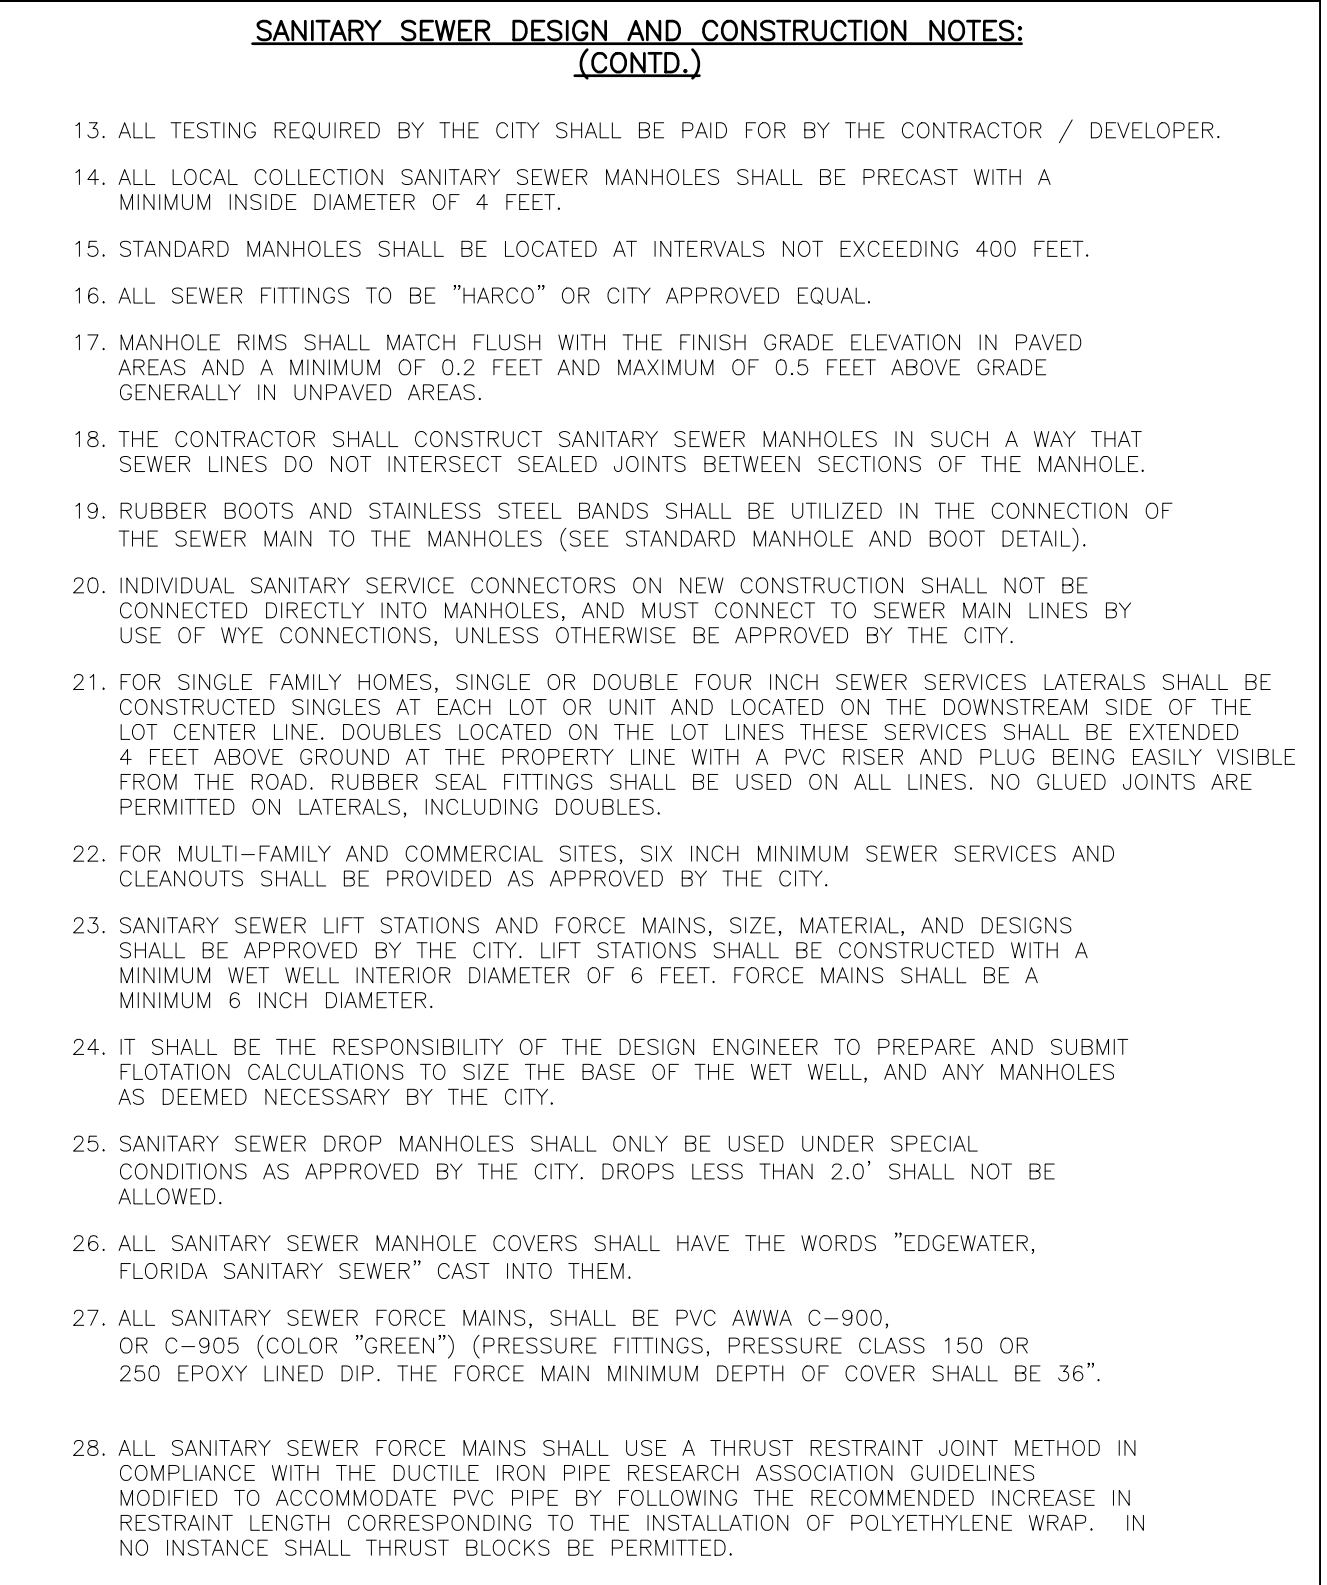 SANITARY SEWER DESIGN AND CONSTRUCTION NOTES:
(CONTD.)
13. ALL TESTING REQUIRED BY THE CITY SHALL BE PAID FOR BY THE CONTRACTOR / DEVELOPER.
14. ALL LOCAL COLLECTION SANITARY SEWER MANHOLES SHALL BE PRECAST WITH A
MINIMUM INSIDE DIAMETER OF 4 FEET.
15. STANDARD MANHOLES SHALL BE LOCATED AT INTERVALS NOT EXCEEDING 400 FEET.
16. ALL SEWER FITTINGS TO BE "HARCO" OR CITY APPROVED EQUAL.
17. MANHOLE RIMS SHALL MATCH FLUSH WITH THE FINISH GRADE ELEVATION IN PAVED
AREAS AND A MINIMUM OF 0.2 FEET AND MAXIMUM OF 0.5 FEET ABOVE GRADE
GENERALLY IN UNPAVED AREAS.
18. THE CONTRACTOR SHALL CONSTRUCT SANITARY SEWER MANHOLES IN SUCH A WAY THAT
SEWER LINES DO NOT INTERSECT SEALED JOINTS BETWEEN SECTIONS OF THE MANHOLE.
19. RUBBER BOOTS AND STAINLESS STEEL BANDS SHALL BE UTILIZED IN THE CONNECTION OF
THE SEWER MAIN TO THE MANHOLES (SEE STANDARD MANHOLE AND BOOT DETAIL).
20. INDIVIDUAL SANITARY SERVICE CONNECTORS ON NEW CONSTRUCTION SHALL NOT BE
CONNECTED DIRECTLY INTO MANHOLES, AND MUST CONNECT TO SEWER MAIN LINES BY
USE OF WYE CONNECTIONS, UNLESS OTHERWISE BE APPROVED BY THE CITY.
21. FOR SINGLE FAMILY HOMES, SINGLE OR DOUBLE FOUR INCH SEWER SERVICES LATERALS SHALL BE
CONSTRUCTED SINGLES AT EACH LOT OR UNIT AND LOCATED ON THE DOWNSTREAM SIDE OF THE
LOT CENTER LINE. DOUBLES LOCATED ON THE LOT LINES THESE SERVICES SHALL BE EXTENDED
4 FEET ABOVE GROUND AT THE PROPERTY LINE WITH A PVC RISER AND PLUG BEING EASILY VISIBLE
FROM THE ROAD. RUBBER SEAL FITTINGS SHALL BE USED ON ALL LINES. NO GLUED JOINTS ARE
PERMITTED ON LATERALS, INCLUDING DOUBLES.
22. FOR MULTI-FAMILY AND COMMERCIAL SITES, SIX INCH MINIMUM SEWER SERVICES AND
CLEANOUTS SHALL BE PROVIDED AS APPROVED BY THE CITY.
23. SANITARY SEWER LIFT STATIONS AND FORCE MAINS, SIZE, MATERIAL, AND DESIGNS
SHALL BE APPROVED BY THE CITY. LIFT STATIONS SHALL BE CONSTRUCTED WITH A
MINIMUM WET WELL INTERIOR DIAMETER OF 6 FEET. FORCE MAINS SHALL BE A
MINIMUM 6 INCH DIAMETER.
24. IT SHALL BE THE RESPONSIBILITY OF THE DESIGN ENGINEER TO PREPARE AND SUBMIT
FLOTATION CALCULATIONS TO SIZE THE BASE OF THE WET WELL, AND ANY MANHOLES
AS DEEMED NECESSARY BY THE CITY.
25. SANITARY SEWER DROP MANHOLES SHALL ONLY BE USED UNDER SPECIAL
CONDITIONS AS APPROVED BY THE CITY. DROPS LESS THAN 2.0' SHALL NOT BE
ALLOWED.
26. ALL SANITARY SEWER MANHOLE COVERS SHALL HAVE THE WORDS "EDGEWATER,
FLORIDA SANITARY SEWER" CAST INTO THEM.
27. ALL SANITARY SEWER FORCE MAINS, SHALL BE PVC AWWA C-900,
OR C-905 (COLOR "GREEN") (PRESSURE FITTINGS, PRESSURE CLASS 150 OR
250 EPOXY LINED DIP. THE FORCE MAIN MINIMUM DEPTH OF COVER SHALL BE 36".
28. ALL SANITARY SEWER FORCE MAINS SHALL USE A THRUST RESTRAINT JOINT METHOD IN
COMPLIANCE WITH THE DUCTILE IRON PIPE RESEARCH ASSOCIATION GUIDELINES
MODIFIED TO ACCOMMODATE PVC PIPE BY FOLLOWING THE RECOMMENDED INCREASE IN
RESTRAINT LENGTH CORRESPONDING TO THE INSTALLATION OF POLYETHYLENE WRAP. IN
NO INSTANCE SHALL THRUST BLOCKS BE PERMITTED.